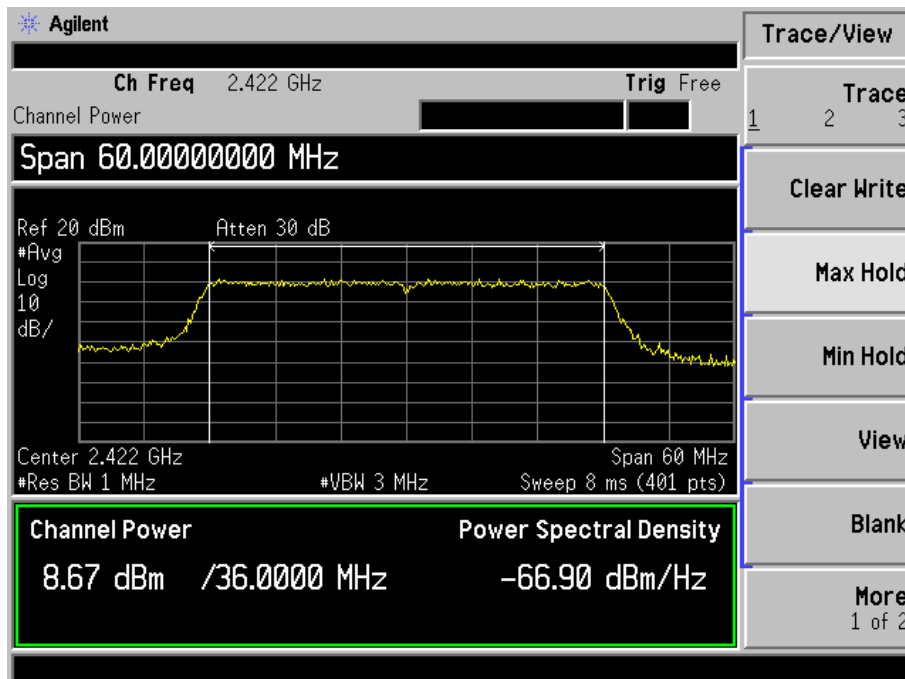 Agilent
Trace/View
Ch Freq 2.422 GHz Trig Free
Channel Power
Trace
1 2 3
Span 60.00000000 MHz
Clear Write
Ref 20 dBm Atten 30 dB
#Avg
Log
10
dB/
Max Hold
Min Hold
Center 2.422 GHz Span 60 MHz
#Res BW 1 MHz #VBW 3 MHz Sweep 8 ms (401 pts)
View
Channel Power Power Spectral Density
8.67 dBm /36.0000 MHz -66.90 dBm/Hz
Blank
More
1 of 2